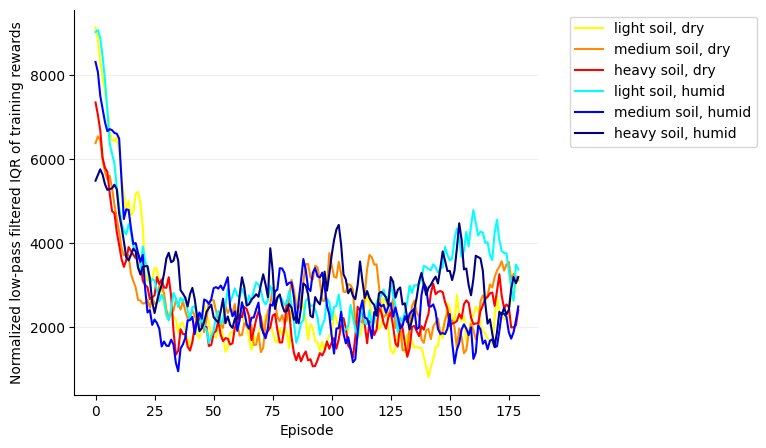 Normalized low-pass filtered IQR of training rewards
8000
6000
4000
2000
0
25
50
75
100
125
150
175
Episode
light soil, dry
medium soil, dry
heavy soil, dry
light soil, humid
medium soil, humid
heavy soil, humid